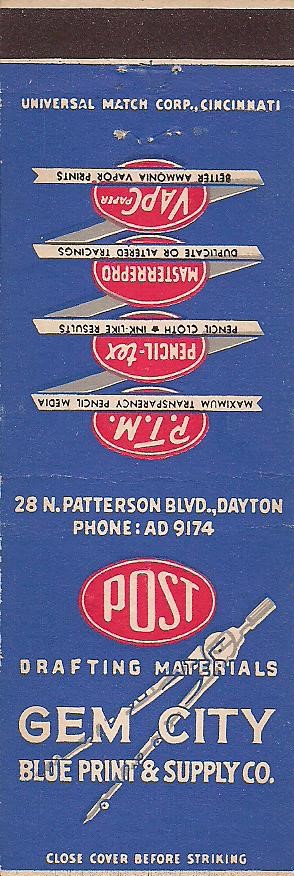 UNIVERSAL MATCH CORP., CINCINNATI
P.T.M.
MAXIMUM TRANSPARENCY PENCIL MEDIA
PENCIL-tex
PENCIL CLOTH ★ INK-LIKE RESULTS
MASTERREPRO
DUPLICATE OR ALTERED TRACINGS
VAPO PAPER
BETTER AMMONIA VAPOR PRINTS
28 N. PATTERSON BLVD., DAYTON
PHONE: AD 9174
POST
DRAFTING MATERIALS
GEM CITY
BLUE PRINT & SUPPLY CO.
CLOSE COVER BEFORE STRIKING